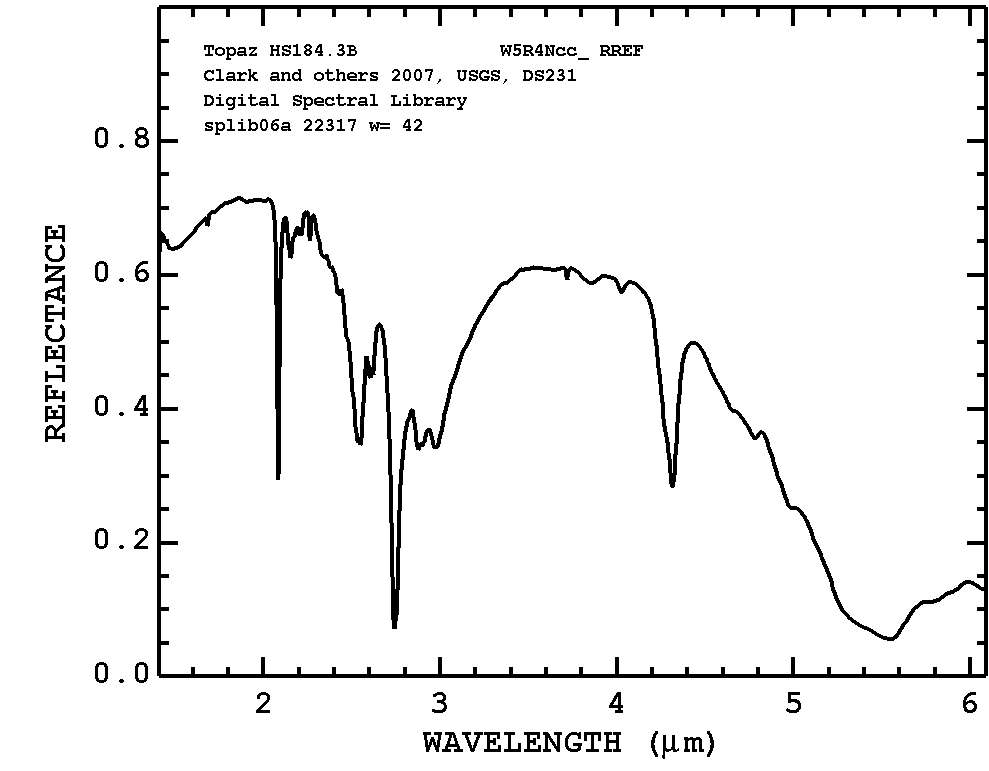 Topaz HS184.3B W5R4Ncc_ RREF
Clark and others 2007, USGS, DS231
Digital Spectral Library
splib06a 22317 w= 42
0.8
0.6
0.4
0.2
0.0
REFLECTANCE
2 3 4 5 6
WAVELENGTH (μm)